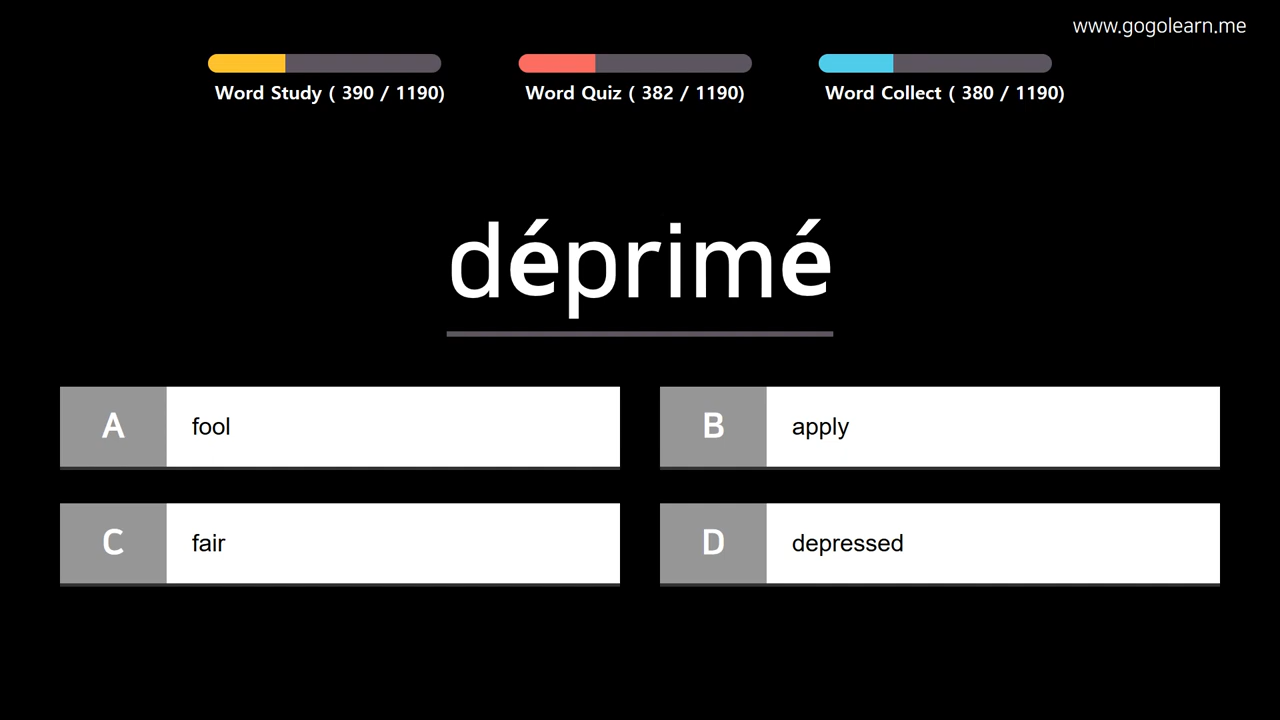 www.gogolearn.me
Word Study ( 390 / 1190)
Word Quiz ( 382 / 1190)
Word Collect ( 380 / 1190)
déprimé
A fool
B apply
C fair
D depressed